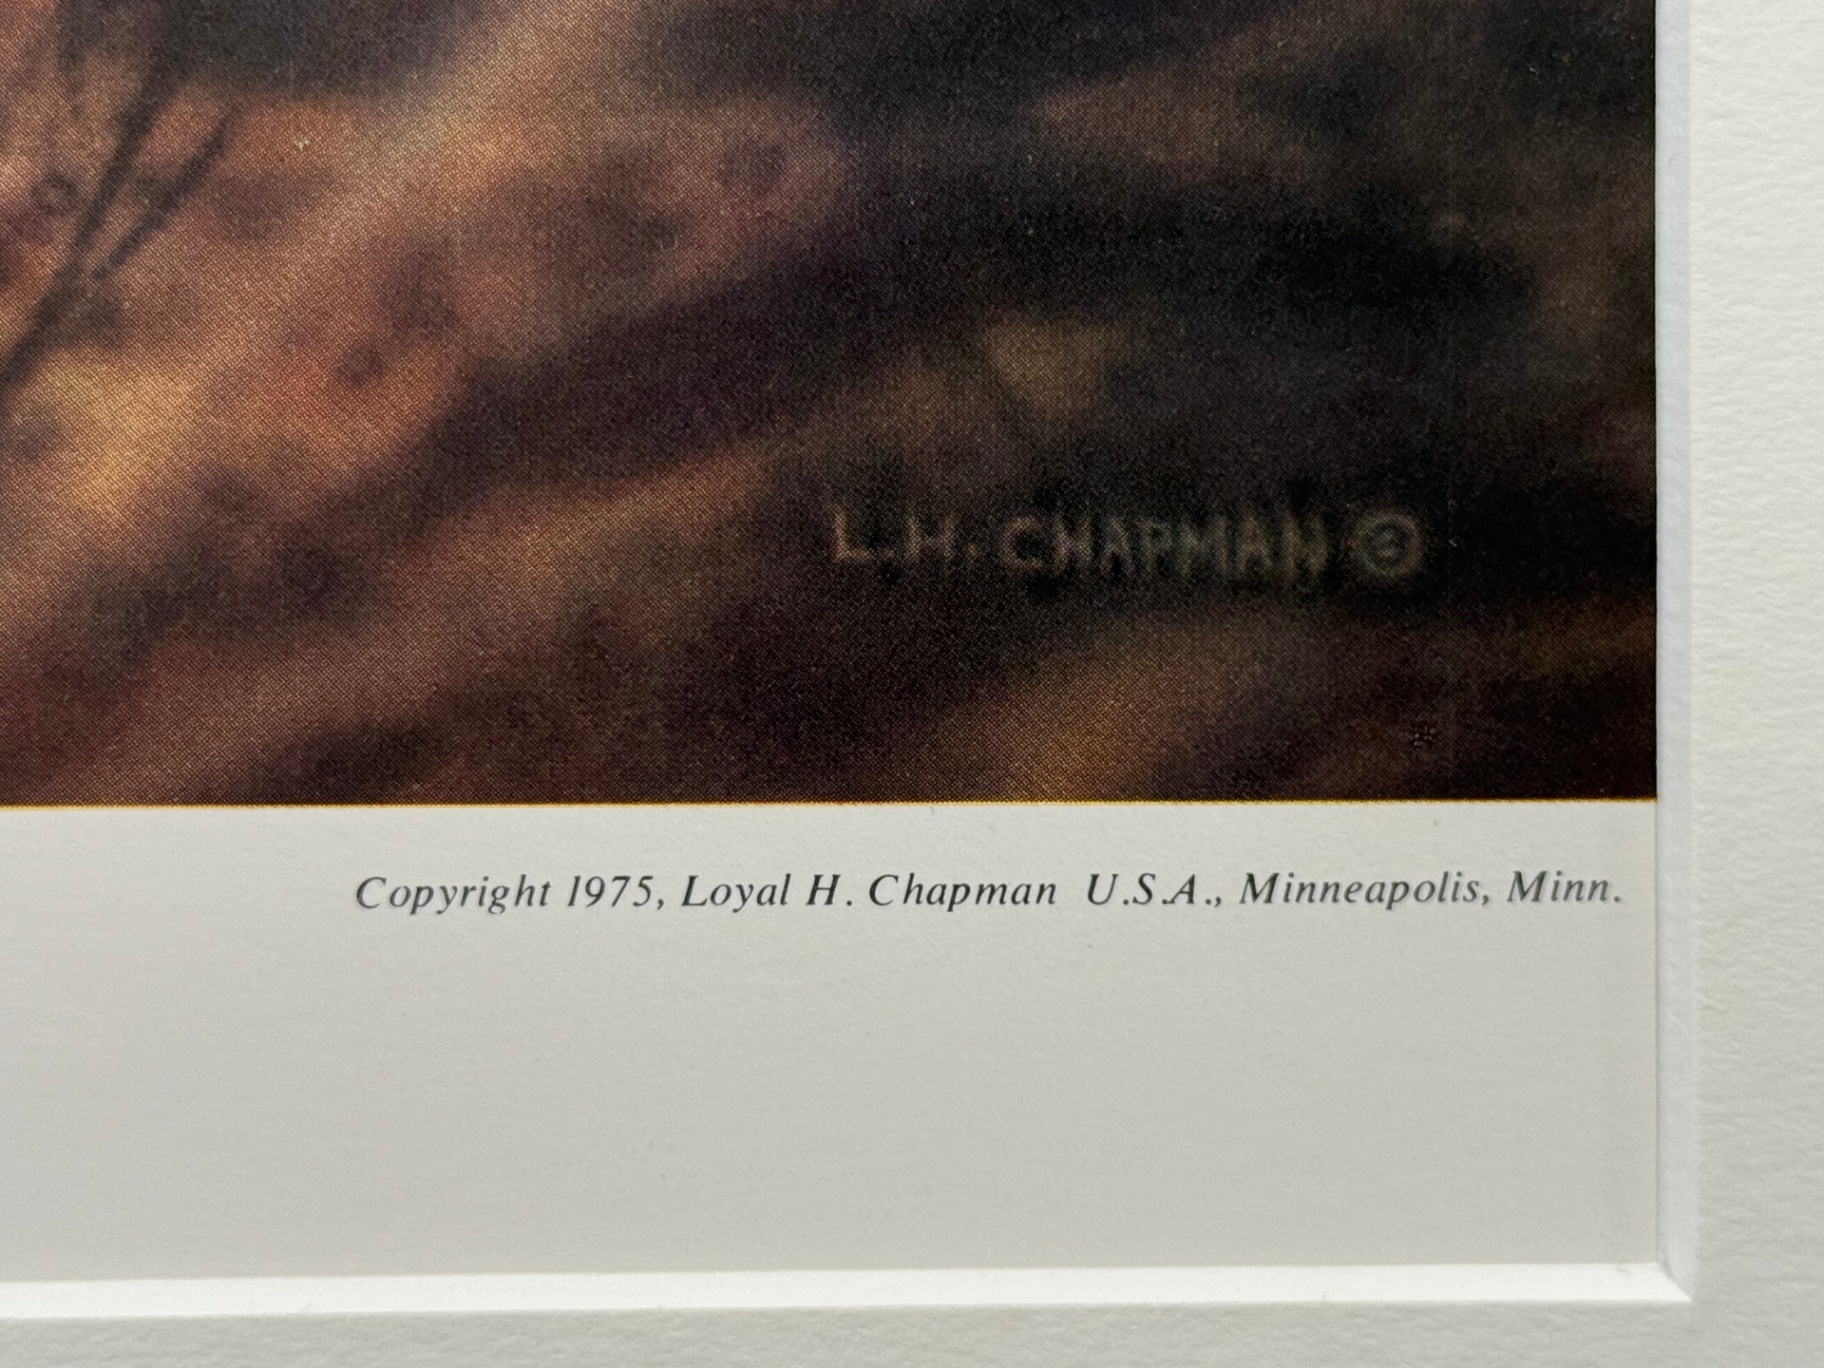 L.H. CHAPMAN ©
Copyright 1975, Loyal H. Chapman U.S.A., Minneapolis, Minn.